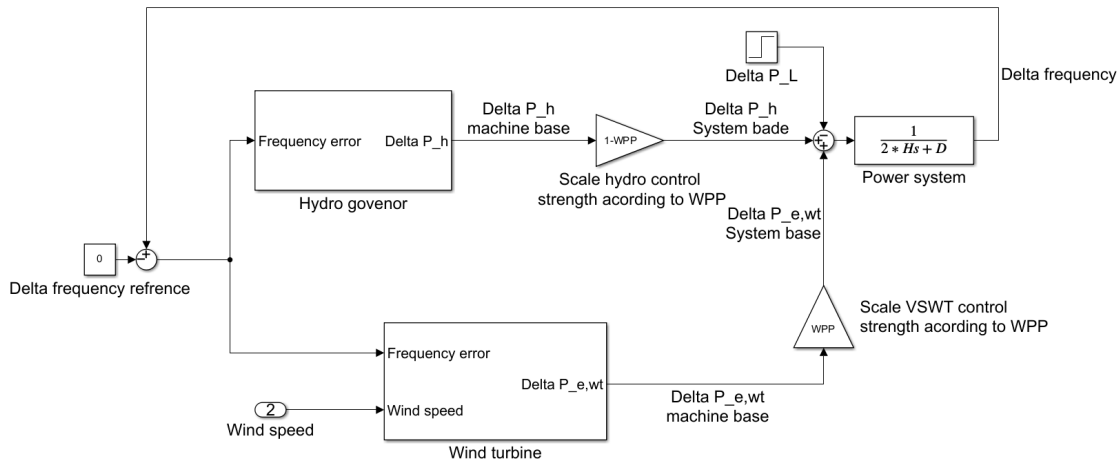 Delta P_L
Delta frequency
Delta P_h
machine base
Delta P_h
System bade
Frequency error
Delta P_h
1-WPP
1
2 * Hs + D
Power system
Hydro govenor
Scale hydro control
strength acording to WPP
Delta P_e,wt
System base
0
Delta frequency refrence
Scale VSWT control
strength acording to WPP
WPP
Frequency error
Delta P_e,wt
Wind speed
2
Wind speed
Delta P_e,wt
machine base
Wind turbine